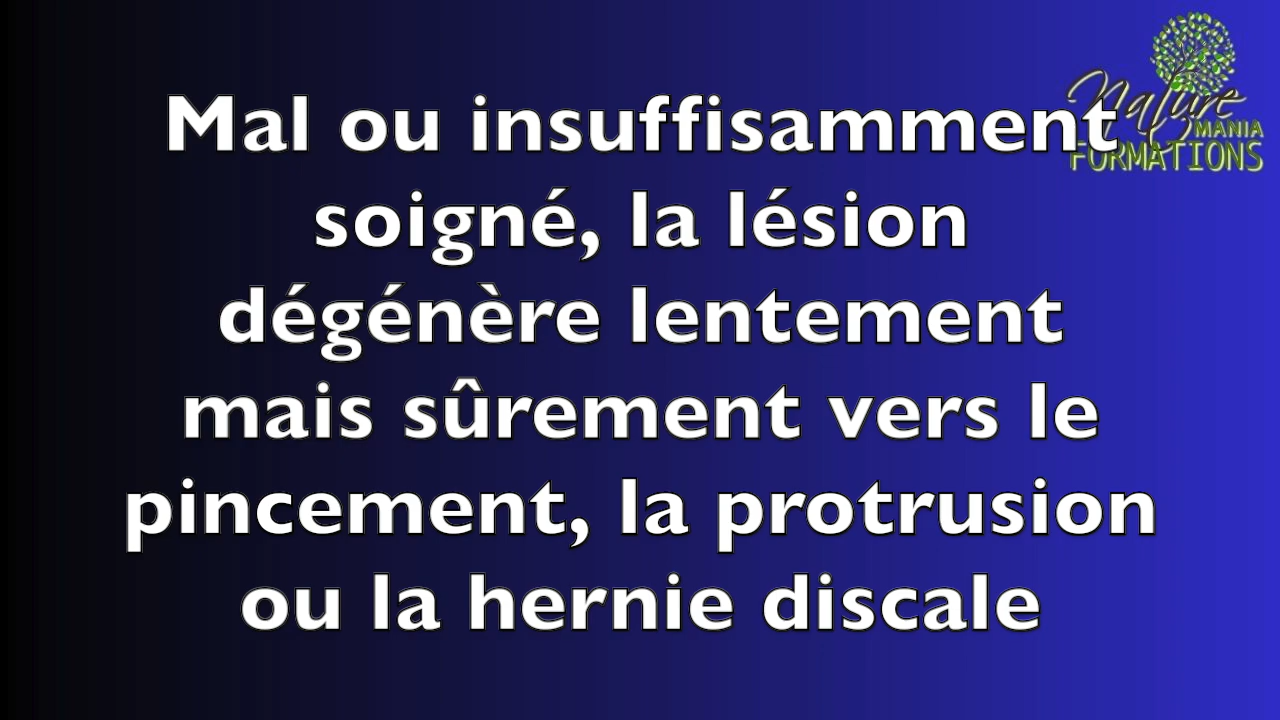 Nature
MANIA
FORMATIONS
Mal ou insuffisamment
soigné, la lésion
dégénère lentement
mais sûrement vers le
pincement, la protrusion
ou la hernie discale